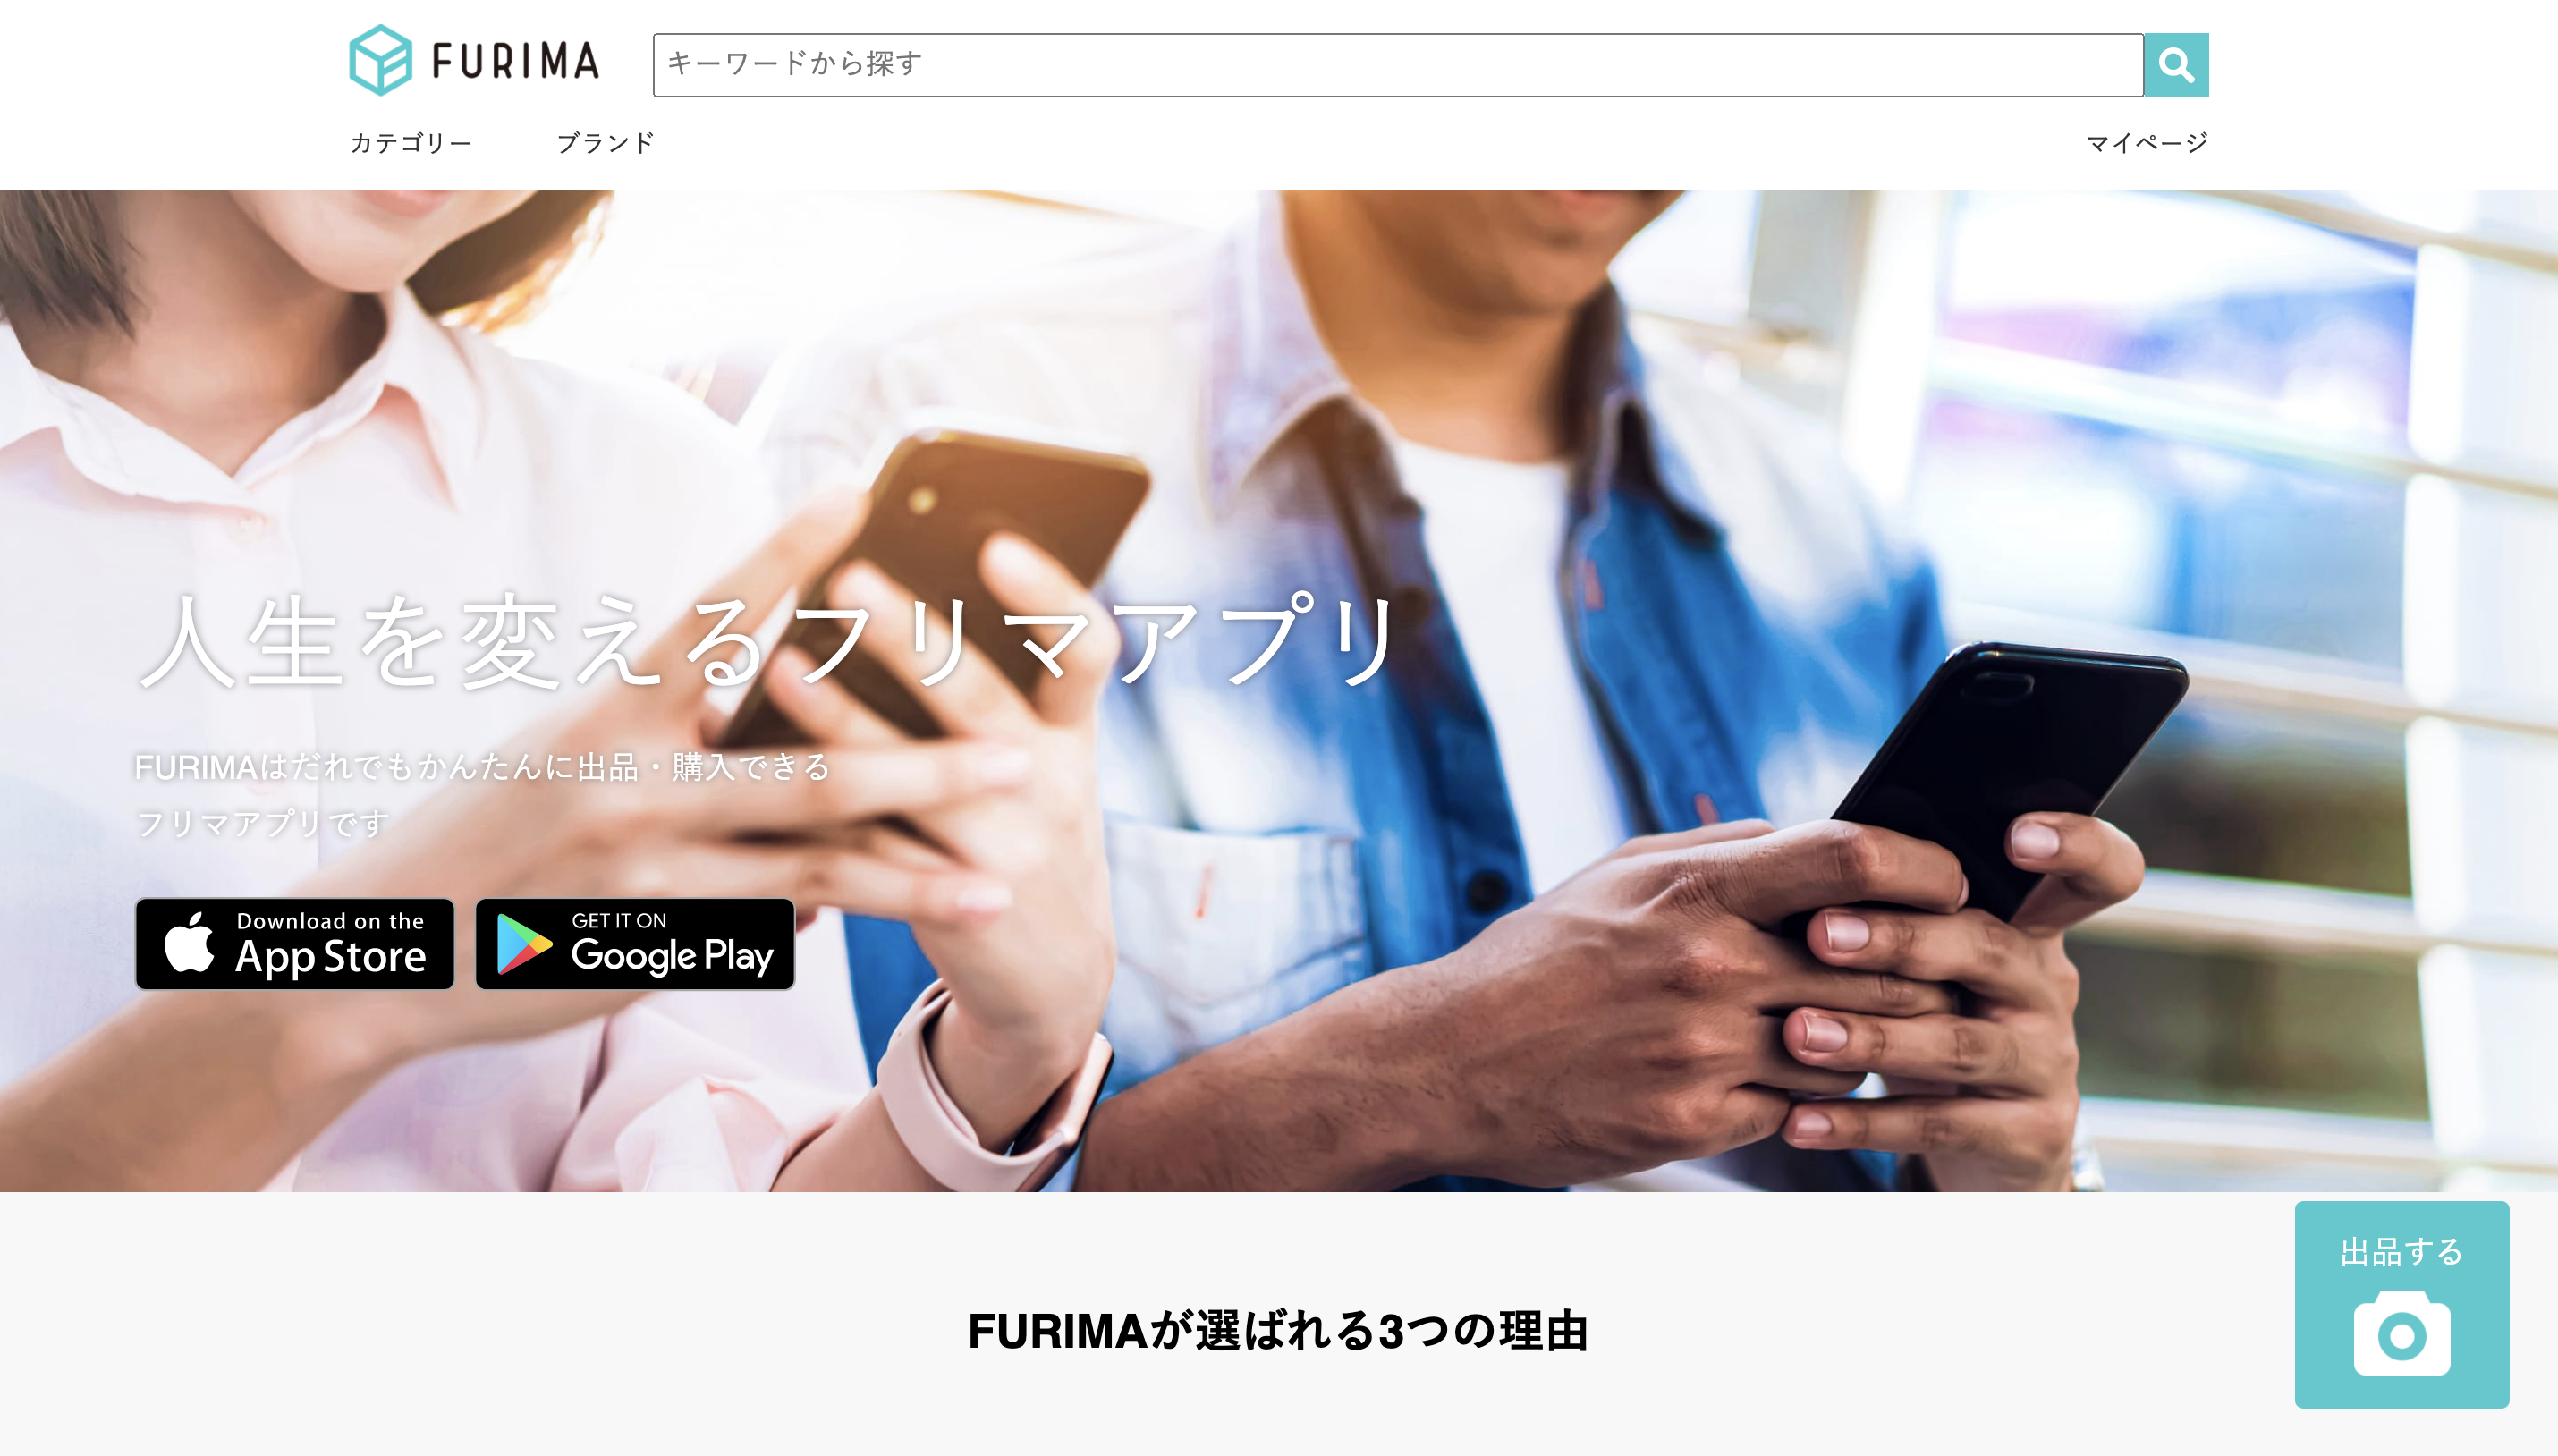 FURIMA
キーワードから探す
カテゴリー
ブランド
マイページ
人生を変えるフリマアプリ
FURIMAはだれでもかんたんに出品・購入できる
フリマアプリです
Download on the
App Store
GET IT ON
Google Play
出品する
FURIMAが選ばれる3つの理由